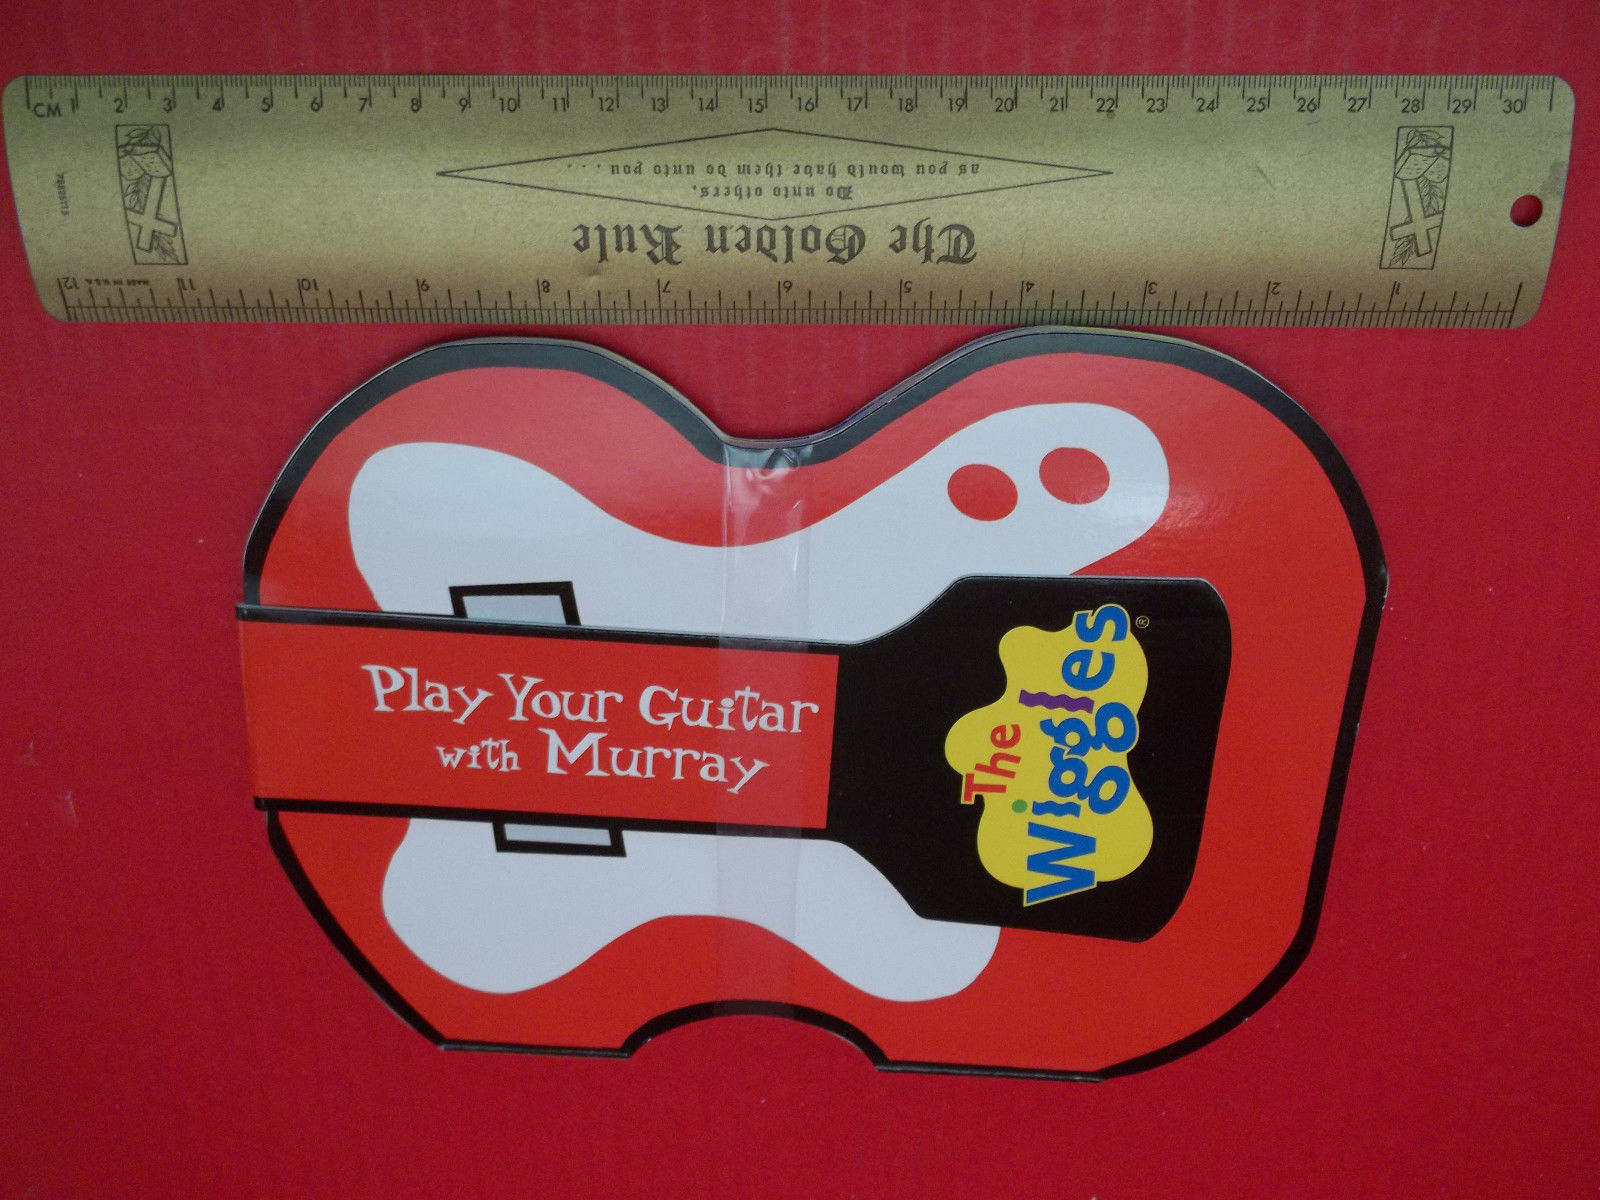 CM 1 2 3 4 5 6 7 8 9 10 11 12 13 14 15 16 17 18 19 20 21 22 23 24 25 26 27 28 29 30
Do unto others,
as you would have them do unto you . . .
The Golden Rule
12 11 10 9 8 7 6 5 4 3 2 1
MADE IN U.S.A.
Play Your Guitar
with Murray
The
Wiggles®